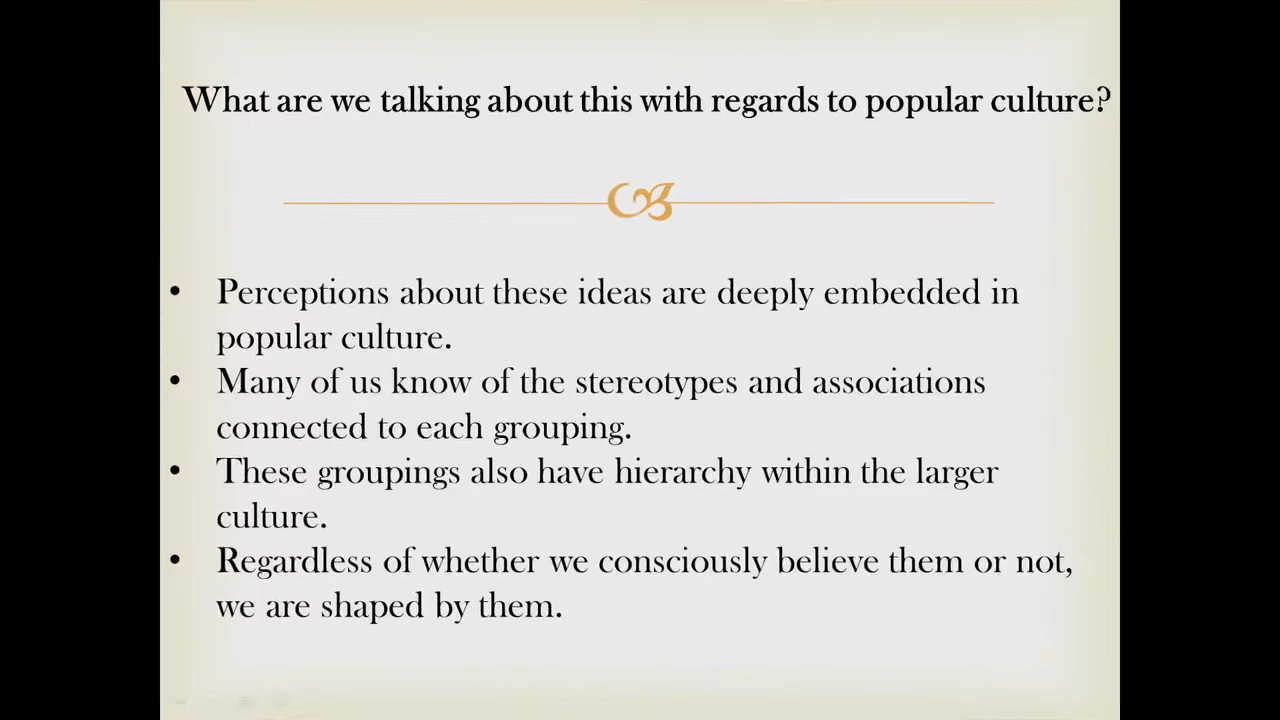 What are we talking about this with regards to popular culture?
• Perceptions about these ideas are deeply embedded in
popular culture.
• Many of us know of the stereotypes and associations
connected to each grouping.
• These groupings also have hierarchy within the larger
culture.
• Regardless of whether we consciously believe them or not,
we are shaped by them.